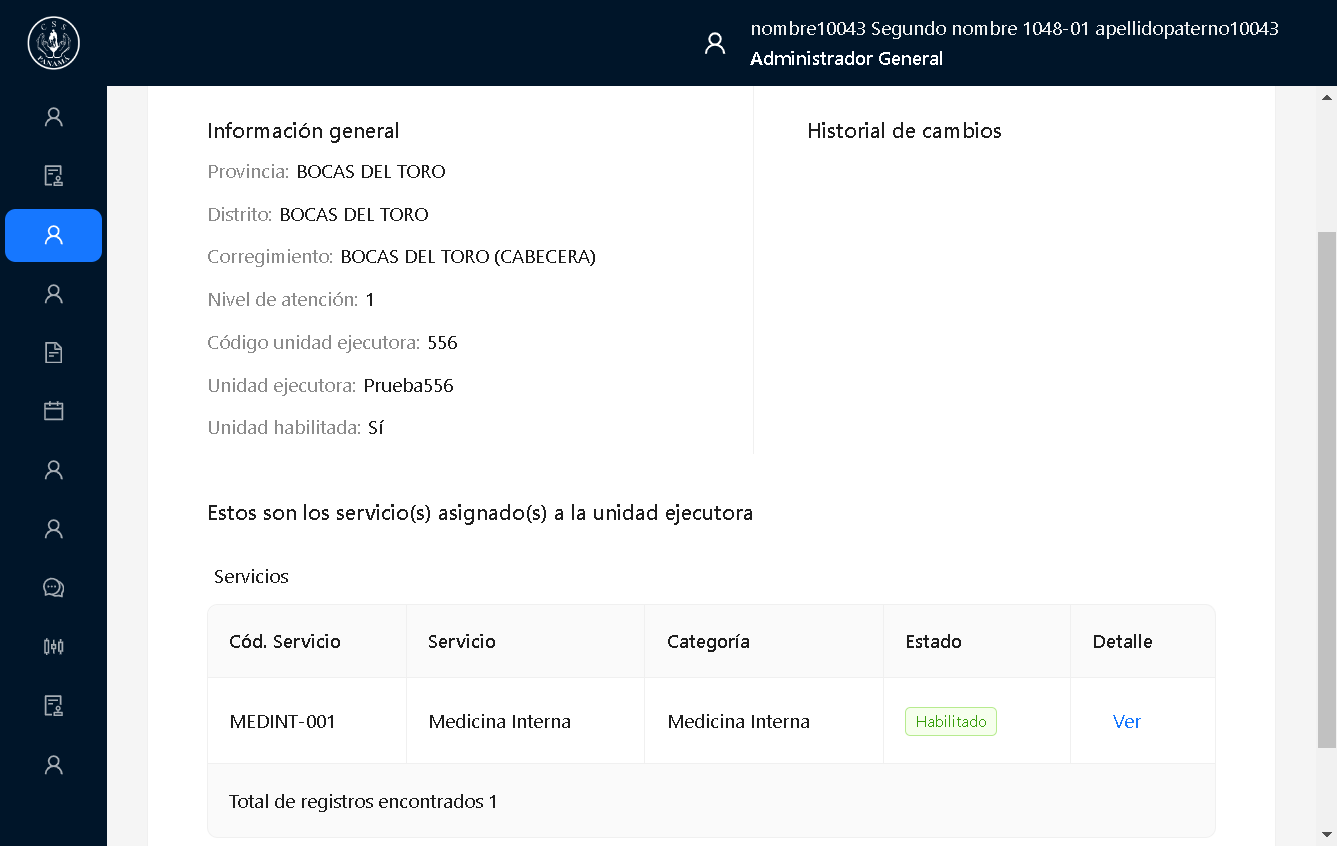 CSS
PANAMÁ
nombre10043 Segundo nombre 1048-01 apellidopaterno10043
Administrador General
Información general
Provincia: BOCAS DEL TORO
Distrito: BOCAS DEL TORO
Corregimiento: BOCAS DEL TORO (CABECERA)
Nivel de atención: 1
Código unidad ejecutora: 556
Unidad ejecutora: Prueba556
Unidad habilitada: Sí
Historial de cambios
Estos son los servicio(s) asignado(s) a la unidad ejecutora
Servicios
Cód. Servicio Servicio Categoría Estado Detalle
MEDINT-001 Medicina Interna Medicina Interna Habilitado Ver
Total de registros encontrados 1